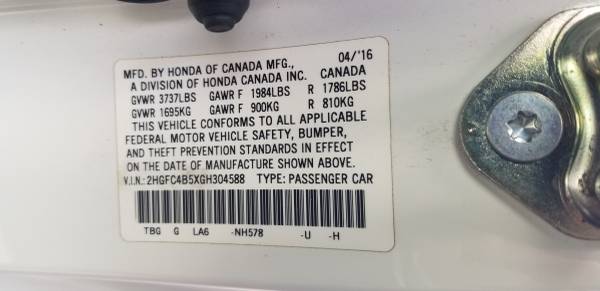 MFD. BY HONDA OF CANADA MFG., 04/'16
A DIVISION OF HONDA CANADA INC. CANADA
GVWR 3737LBS GAWR F 1984LBS R 1786LBS
GVWR 1695KG GAWR F 900KG R 810KG
THIS VEHICLE CONFORMS TO ALL APPLICABLE
FEDERAL MOTOR VEHICLE SAFETY, BUMPER,
AND THEFT PREVENTION STANDARDS IN EFFECT
ON THE DATE OF MANUFACTURE SHOWN ABOVE.
V.I.N.:2HGFC4B5XGH304588 TYPE: PASSENGER CAR
TBG G LA6 -NH578 -U -H